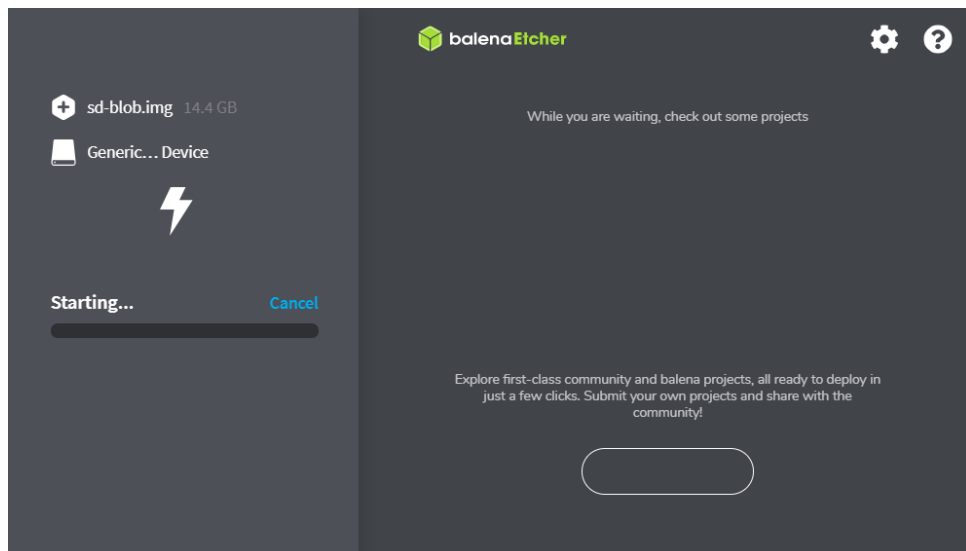 balenaEtcher
sd-blob.img 14.4 GB
Generic... Device
Starting... Cancel
While you are waiting, check out some projects
Explore first-class community and balena projects, all ready to deploy in
just a few clicks. Submit your own projects and share with the
community!